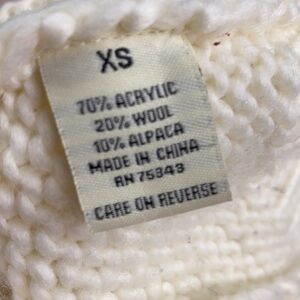 XS
70% ACRYLIC
20% WOOL
10% ALPACA
MADE IN CHINA
RN 75343
CARE ON REVERSE